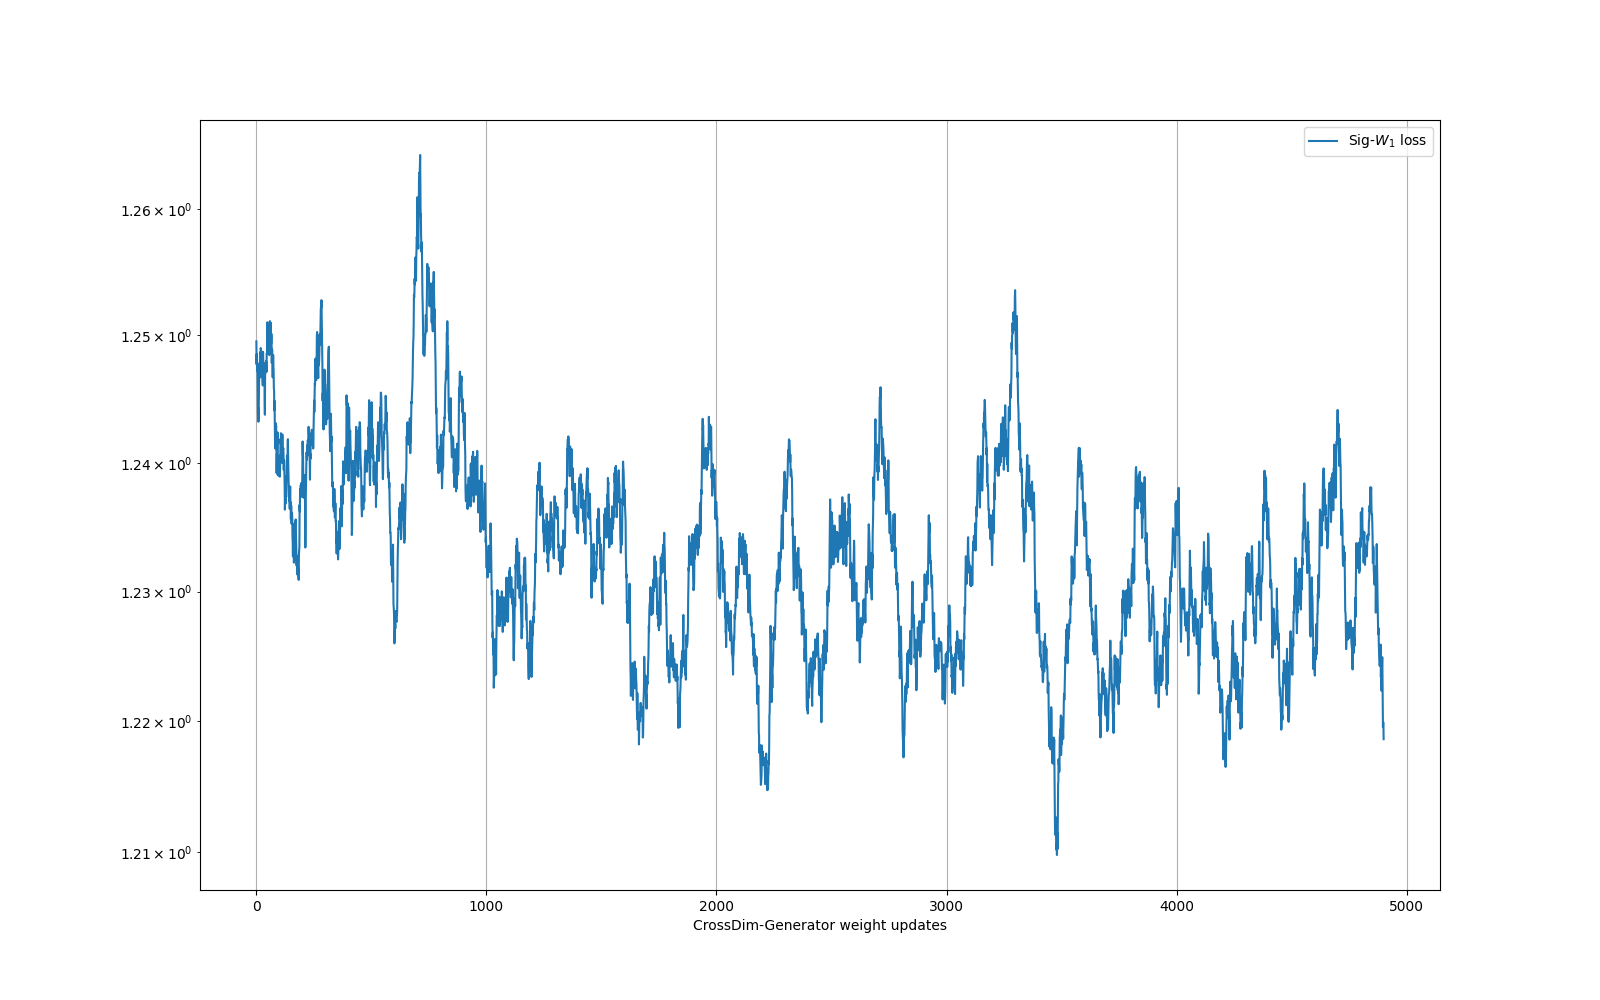 Sig-W₁ loss
1.26 × 10⁰
1.25 × 10⁰
1.24 × 10⁰
1.23 × 10⁰
1.22 × 10⁰
1.21 × 10⁰
0 1000 2000 3000 4000 5000
CrossDim-Generator weight updates